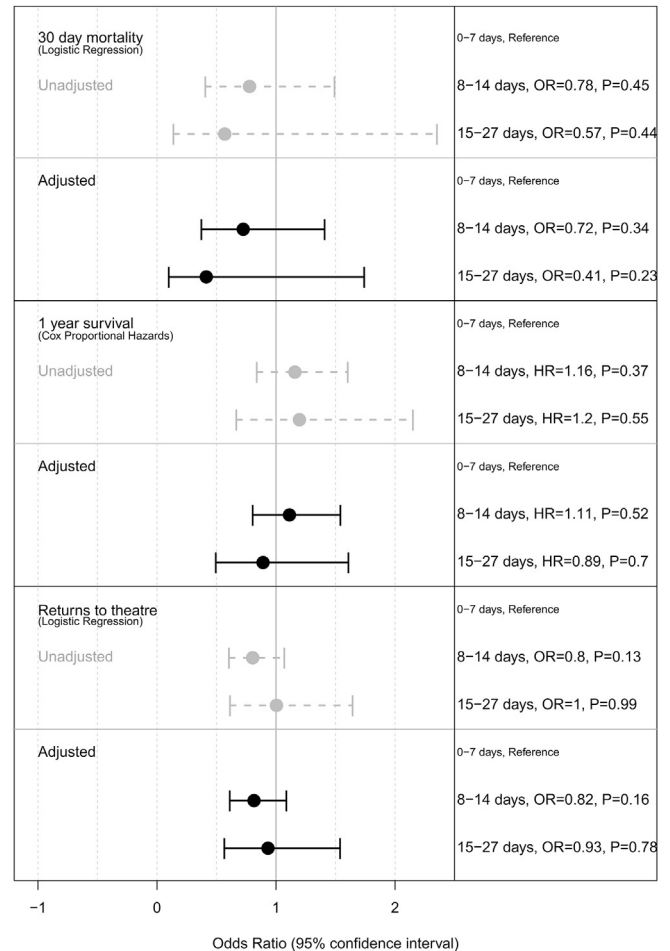 30 day mortality
(Logistic Regression)
0−7 days, Reference
Unadjusted
8−14 days, OR=0.78, P=0.45
15−27 days, OR=0.57, P=0.44
Adjusted
0−7 days, Reference
8−14 days, OR=0.72, P=0.34
15−27 days, OR=0.41, P=0.23
1 year survival
(Cox Proportional Hazards)
0−7 days, Reference
Unadjusted
8−14 days, HR=1.16, P=0.37
15−27 days, HR=1.2, P=0.55
Adjusted
0−7 days, Reference
8−14 days, HR=1.11, P=0.52
15−27 days, HR=0.89, P=0.7
Returns to theatre
(Logistic Regression)
0−7 days, Reference
Unadjusted
8−14 days, OR=0.8, P=0.13
15−27 days, OR=1, P=0.99
Adjusted
0−7 days, Reference
8−14 days, OR=0.82, P=0.16
15−27 days, OR=0.93, P=0.78
−1 0 1 2
Odds Ratio (95% confidence interval)